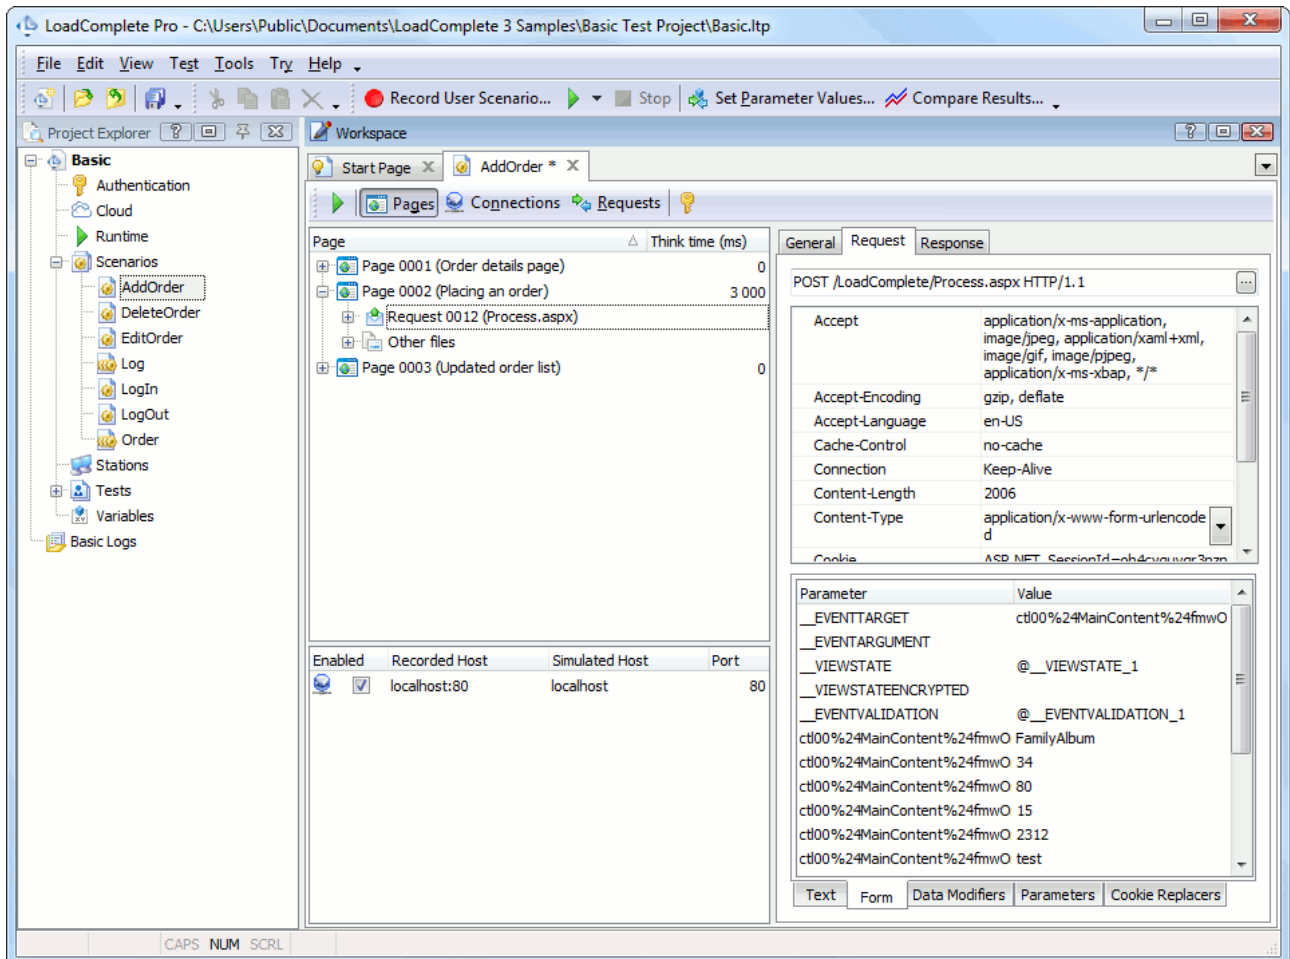 LoadComplete Pro - C:\Users\Public\Documents\LoadComplete 3 Samples\Basic Test Project\Basic.ltp
File Edit View Test Tools Try Help
Record User Scenario... Stop Set Parameter Values... Compare Results...
Project Explorer
Basic
Authentication
Cloud
Runtime
Scenarios
AddOrder
DeleteOrder
EditOrder
Log
LogIn
LogOut
Order
Stations
Tests
Variables
Basic Logs
Workspace
Start Page AddOrder *
Pages Connections Requests
Page Think time (ms)
Page 0001 (Order details page) 0
Page 0002 (Placing an order) 3 000
Request 0012 (Process.aspx)
Other files
Page 0003 (Updated order list) 0
Enabled Recorded Host Simulated Host Port
localhost:80 localhost 80
General Request Response
POST /LoadComplete/Process.aspx HTTP/1.1
Accept application/x-ms-application,
image/jpeg, application/xaml+xml,
image/gif, image/pjpeg,
application/x-ms-xbap, */*
Accept-Encoding gzip, deflate
Accept-Language en-US
Cache-Control no-cache
Connection Keep-Alive
Content-Length 2006
Content-Type application/x-www-form-urlencode
d
Cookie
Parameter Value
__EVENTTARGET ctl00%24MainContent%24fmwO
__EVENTARGUMENT
__VIEWSTATE @__VIEWSTATE_1
__VIEWSTATEENCRYPTED
__EVENTVALIDATION @__EVENTVALIDATION_1
ctl00%24MainContent%24fmwO FamilyAlbum
ctl00%24MainContent%24fmwO 34
ctl00%24MainContent%24fmwO 80
ctl00%24MainContent%24fmwO 15
ctl00%24MainContent%24fmwO 2312
ctl00%24MainContent%24fmwO test
Text Form Data Modifiers Parameters Cookie Replacers
CAPS NUM SCRL